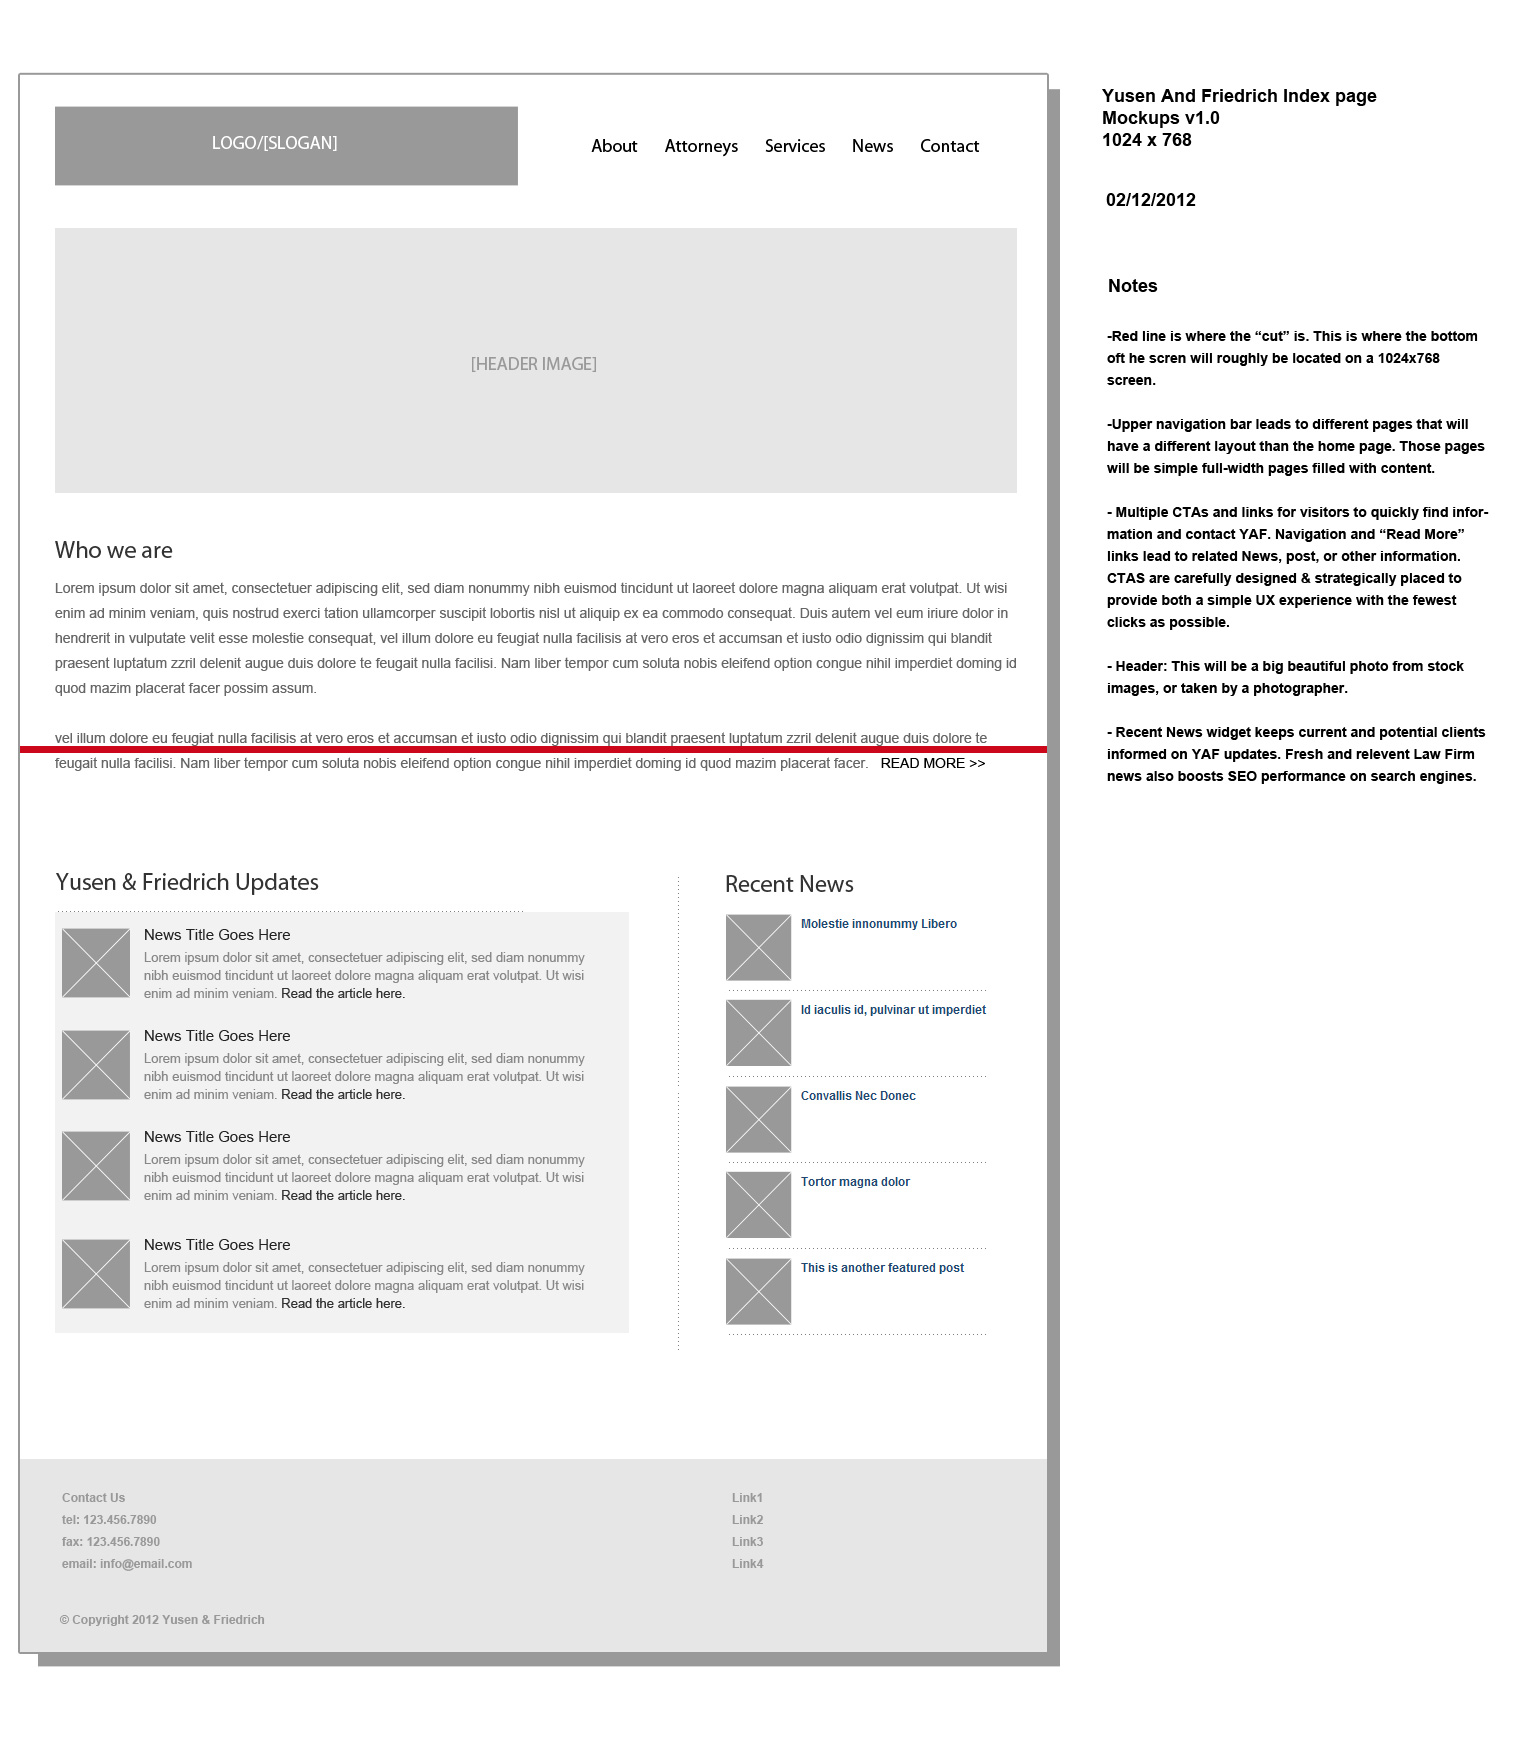 LOGO/[SLOGAN]
About Attorneys Services News Contact
[HEADER IMAGE]
Who we are
Lorem ipsum dolor sit amet, consectetuer adipiscing elit, sed diam nonummy nibh euismod tincidunt ut laoreet dolore magna aliquam erat volutpat. Ut wisi
enim ad minim veniam, quis nostrud exerci tation ullamcorper suscipit lobortis nisl ut aliquip ex ea commodo consequat. Duis autem vel eum iriure dolor in
hendrerit in vulputate velit esse molestie consequat, vel illum dolore eu feugiat nulla facilisis at vero eros et accumsan et iusto odio dignissim qui blandit
praesent luptatum zzril delenit augue duis dolore te feugait nulla facilisi. Nam liber tempor cum soluta nobis eleifend option congue nihil imperdiet doming id
quod mazim placerat facer possim assum.
vel illum dolore eu feugiat nulla facilisis at vero eros et accumsan et iusto odio dignissim qui blandit praesent luptatum zzril delenit augue duis dolore te
feugait nulla facilisi. Nam liber tempor cum soluta nobis eleifend option congue nihil imperdiet doming id quod mazim placerat facer. READ MORE >>
Yusen & Friedrich Updates
News Title Goes Here
Lorem ipsum dolor sit amet, consectetuer adipiscing elit, sed diam nonummy
nibh euismod tincidunt ut laoreet dolore magna aliquam erat volutpat. Ut wisi
enim ad minim veniam. Read the article here.
News Title Goes Here
Lorem ipsum dolor sit amet, consectetuer adipiscing elit, sed diam nonummy
nibh euismod tincidunt ut laoreet dolore magna aliquam erat volutpat. Ut wisi
enim ad minim veniam. Read the article here.
News Title Goes Here
Lorem ipsum dolor sit amet, consectetuer adipiscing elit, sed diam nonummy
nibh euismod tincidunt ut laoreet dolore magna aliquam erat volutpat. Ut wisi
enim ad minim veniam. Read the article here.
News Title Goes Here
Lorem ipsum dolor sit amet, consectetuer adipiscing elit, sed diam nonummy
nibh euismod tincidunt ut laoreet dolore magna aliquam erat volutpat. Ut wisi
enim ad minim veniam. Read the article here.
Recent News
Molestie innonummy Libero
Id iaculis id, pulvinar ut imperdiet
Convallis Nec Donec
Tortor magna dolor
This is another featured post
Contact Us
tel: 123.456.7890
fax: 123.456.7890
email: info@email.com
Link1
Link2
Link3
Link4
© Copyright 2012 Yusen & Friedrich
Yusen And Friedrich Index page
Mockups v1.0
1024 x 768
02/12/2012
Notes
-Red line is where the “cut” is. This is where the bottom
oft he scren will roughly be located on a 1024x768
screen.
-Upper navigation bar leads to different pages that will
have a different layout than the home page. Those pages
will be simple full-width pages filled with content.
- Multiple CTAs and links for visitors to quickly find infor-
mation and contact YAF. Navigation and “Read More”
links lead to related News, post, or other information.
CTAS are carefully designed & strategically placed to
provide both a simple UX experience with the fewest
clicks as possible.
- Header: This will be a big beautiful photo from stock
images, or taken by a photographer.
- Recent News widget keeps current and potential clients
informed on YAF updates. Fresh and relevent Law Firm
news also boosts SEO performance on search engines.